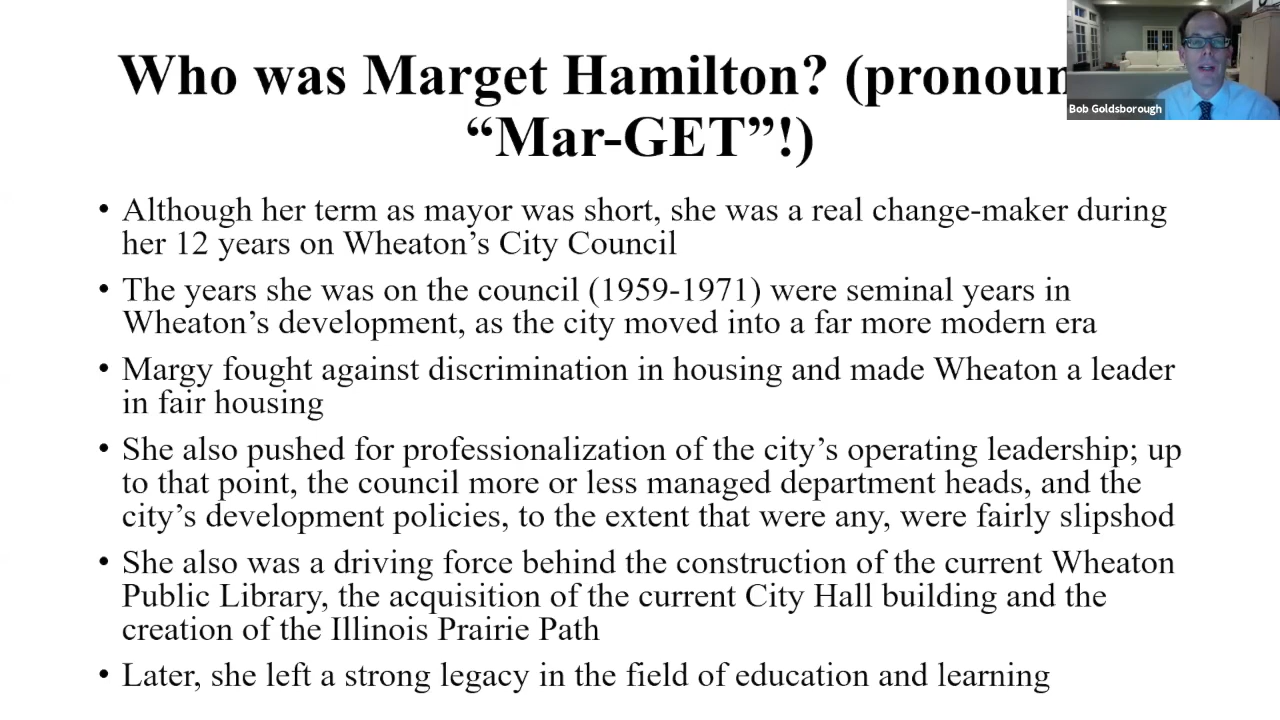 Who was Marget Hamilton? (pronoun
“Mar-GET”!)
Bob Goldsborough
• Although her term as mayor was short, she was a real change-maker during
her 12 years on Wheaton’s City Council
• The years she was on the council (1959-1971) were seminal years in
Wheaton’s development, as the city moved into a far more modern era
• Margy fought against discrimination in housing and made Wheaton a leader
in fair housing
• She also pushed for professionalization of the city’s operating leadership; up
to that point, the council more or less managed department heads, and the
city’s development policies, to the extent that were any, were fairly slipshod
• She also was a driving force behind the construction of the current Wheaton
Public Library, the acquisition of the current City Hall building and the
creation of the Illinois Prairie Path
• Later, she left a strong legacy in the field of education and learning